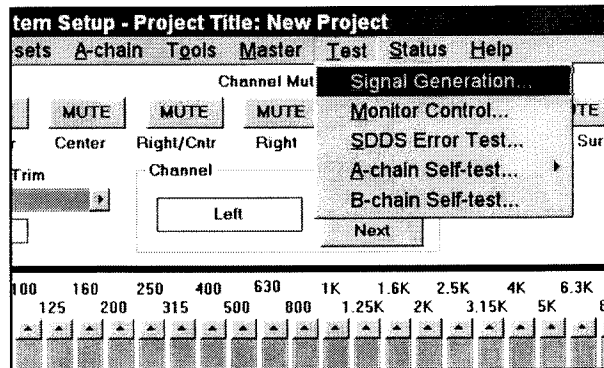 tem Setup - Project Title: New Project
sets A-chain Tools Master Test Status Help
Channel Mut
Signal Generation...
MUTE MUTE MUTE
Monitor Control...
Center Right/Cntr Right
SDDS Error Test...
Sur
Trim
Channel
A-chain Self-test...
Left
B-chain Self-test...
Next
100 160 250 400 630 1K 1.6K 2.5K 4K 6.3K
125 200 315 500 800 1.25K 2K 3.15K 5K